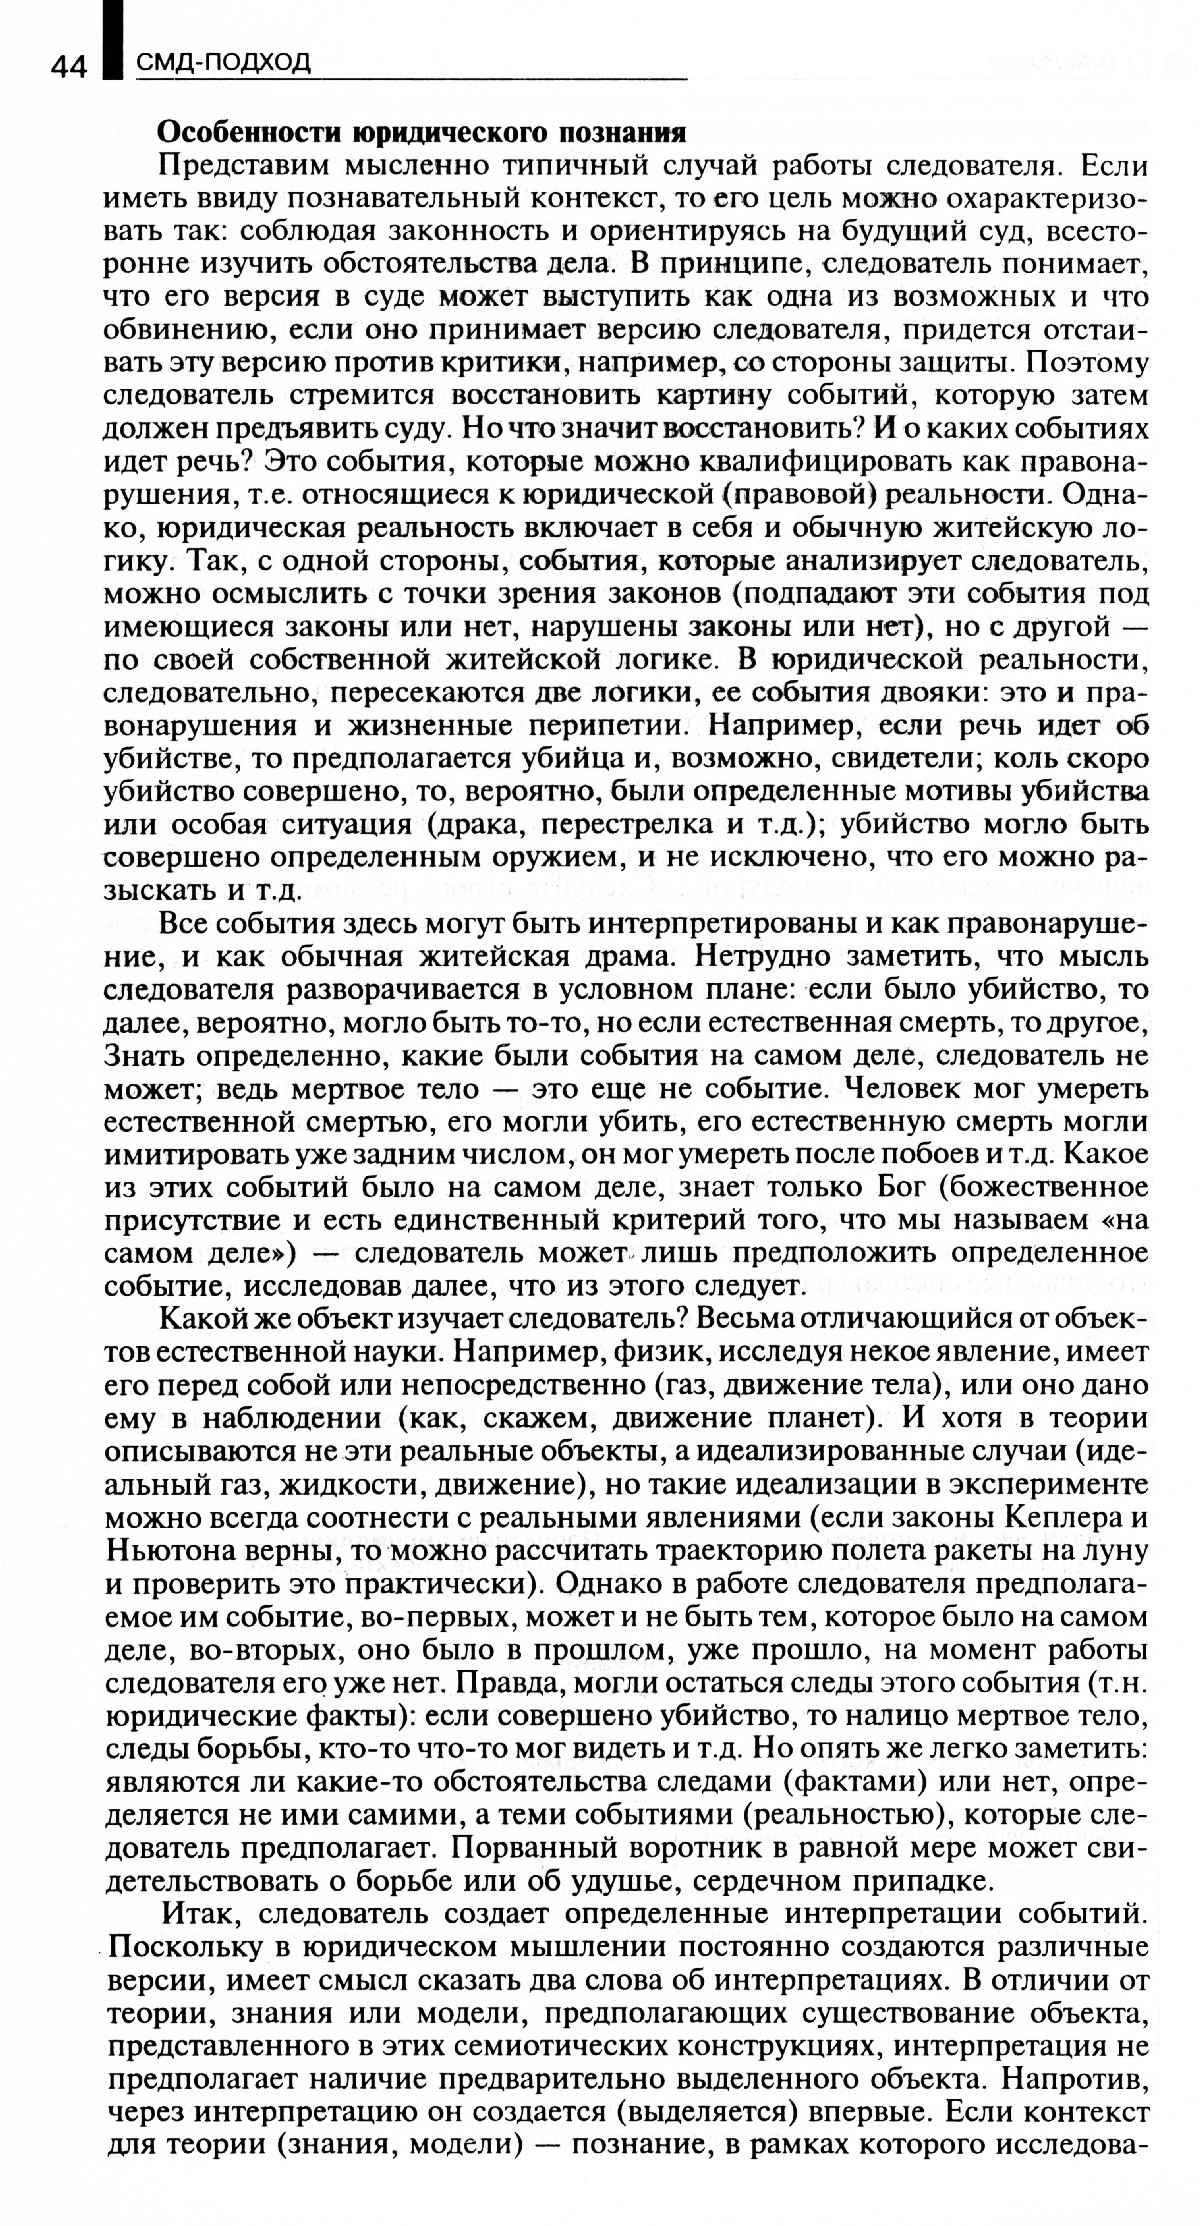 44
СМД-ПОДХОД
Особенности юридического познания
Представим мысленно типичный случай работы следователя. Если
иметь ввиду познавательный контекст, то его цель можно охарактеризо-
вать так: соблюдая законность и ориентируясь на будущий суд, всесто-
ронне изучить обстоятельства дела. В принципе, следователь понимает,
что его версия в суде может выступить как одна из возможных и что
обвинению, если оно принимает версию следователя, придется отстаи-
вать эту версию против критики, например, со стороны защиты. Поэтому
следователь стремится восстановить картину событий, которую затем
должен предъявить суду. Но что значит восстановить? И о каких событиях
идет речь? Это события, которые можно квалифицировать как правона-
рушения, т.е. относящиеся к юридической (правовой) реальности. Одна-
ко, юридическая реальность включает в себя и обычную житейскую ло-
гику. Так, с одной стороны, события, которые анализирует следователь,
можно осмыслить с точки зрения законов (подпадают эти события под
имеющиеся законы или нет, нарушены законы или нет), но с другой —
по своей собственной житейской логике. В юридической реальности,
следовательно, пересекаются две логики, ее события двояки: это и пра-
вонарушения и жизненные перипетии. Например, если речь идет об
убийстве, то предполагается убийца и, возможно, свидетели; коль скоро
убийство совершено, то, вероятно, были определенные мотивы убийства
или особая ситуация (драка, перестрелка и т.д.); убийство могло быть
совершено определенным оружием, и не исключено, что его можно ра-
зыскать и т.д.
Все события здесь могут быть интерпретированы и как правонаруше-
ние, и как обычная житейская драма. Нетрудно заметить, что мысль
следователя разворачивается в условном плане: если было убийство, то
далее, вероятно, могло быть то-то, но если естественная смерть, то другое,
Знать определенно, какие были события на самом деле, следователь не
может; ведь мертвое тело — это еще не событие. Человек мог умереть
естественной смертью, его могли убить, его естественную смерть могли
имитировать уже задним числом, он мог умереть после побоев и т.д. Какое
из этих событий было на самом деле, знает только Бог (божественное
присутствие и есть единственный критерий того, что мы называем «на
самом деле») — следователь может лишь предположить определенное
событие, исследовав далее, что из этого следует.
Какой же объект изучает следователь? Весьма отличающийся от объек-
тов естественной науки. Например, физик, исследуя некое явление, имеет
его перед собой или непосредственно (газ, движение тела), или оно дано
ему в наблюдении (как, скажем, движение планет). И хотя в теории
описываются не эти реальные объекты, а идеализированные случаи (иде-
альный газ, жидкости, движение), но такие идеализации в эксперименте
можно всегда соотнести с реальными явлениями (если законы Кеплера и
Ньютона верны, то можно рассчитать траекторию полета ракеты на луну
и проверить это практически). Однако в работе следователя предполага-
емое им событие, во-первых, может и не быть тем, которое было на самом
деле, во-вторых, оно было в прошлом, уже прошло, на момент работы
следователя его уже нет. Правда, могли остаться следы этого события (т.н.
юридические факты): если совершено убийство, то налицо мертвое тело,
следы борьбы, кто-то что-то мог видеть и т.д. Но опять же легко заметить:
являются ли какие-то обстоятельства следами (фактами) или нет, опре-
деляется не ими самими, а теми событиями (реальностью), которые сле-
дователь предполагает. Порванный воротник в равной мере может сви-
детельствовать о борьбе или об удушье, сердечном припадке.
Итак, следователь создает определенные интерпретации событий.
Поскольку в юридическом мышлении постоянно создаются различные
версии, имеет смысл сказать два слова об интерпретациях. В отличии от
теории, знания или модели, предполагающих существование объекта,
представленного в этих семиотических конструкциях, интерпретация не
предполагает наличие предварительно выделенного объекта. Напротив,
через интерпретацию он создается (выделяется) впервые. Если контекст
для теории (знания, модели) — познание, в рамках которого исследова-